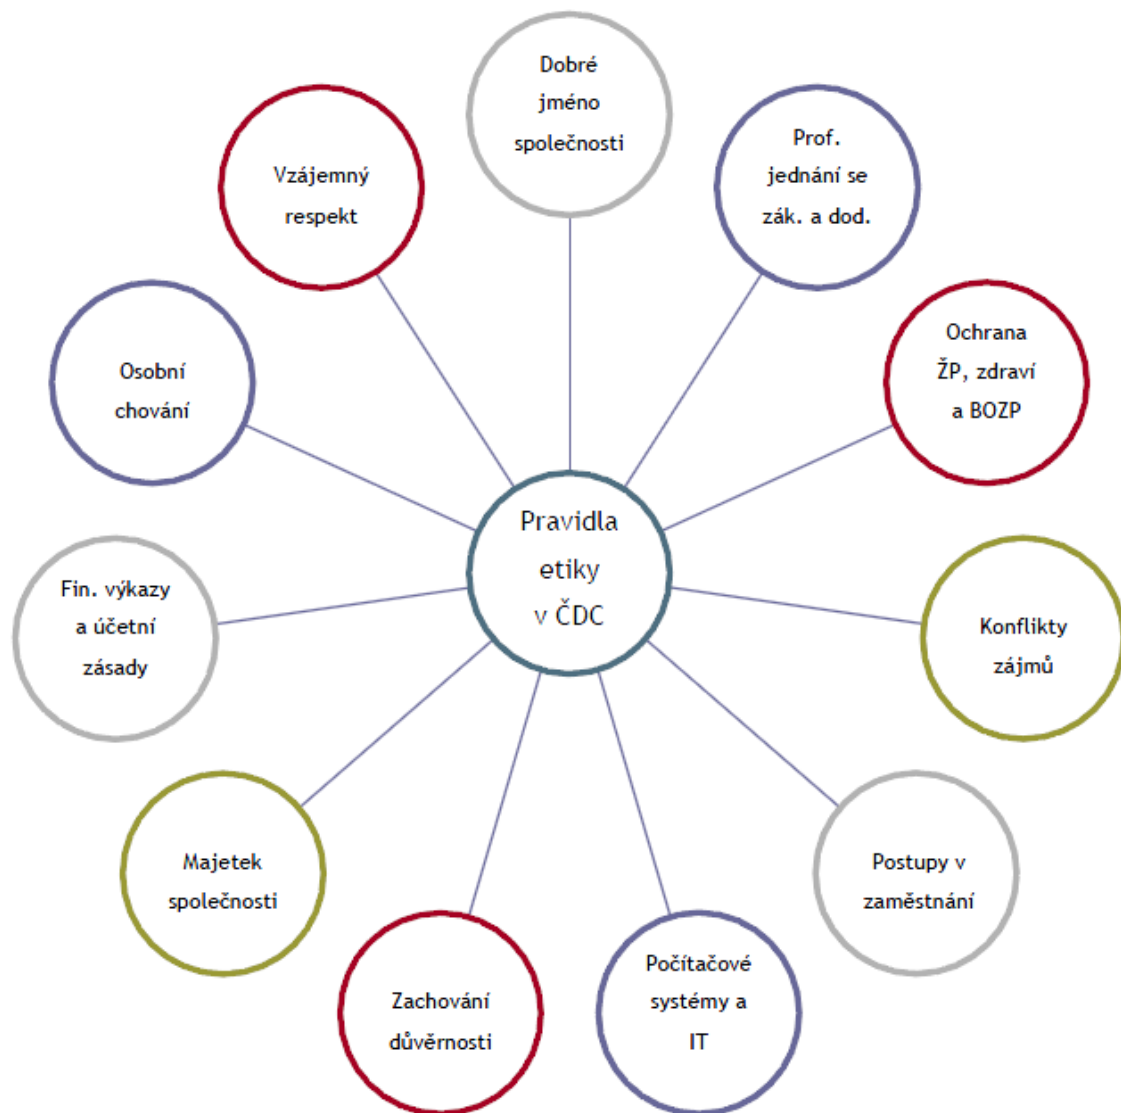 Dobré
jméno
společnosti
Prof.
jednání se
zák. a dod.
Ochrana
ŽP, zdraví
a BOZP
Konflikty
zájmů
Postupy v
zaměstnání
Počítačové
systémy a
IT
Zachování
důvěrnosti
Majetek
společnosti
Fin. výkazy
a účetní
zásady
Osobní
chování
Vzájemný
respekt
Pravidla
etiky
v ČDC